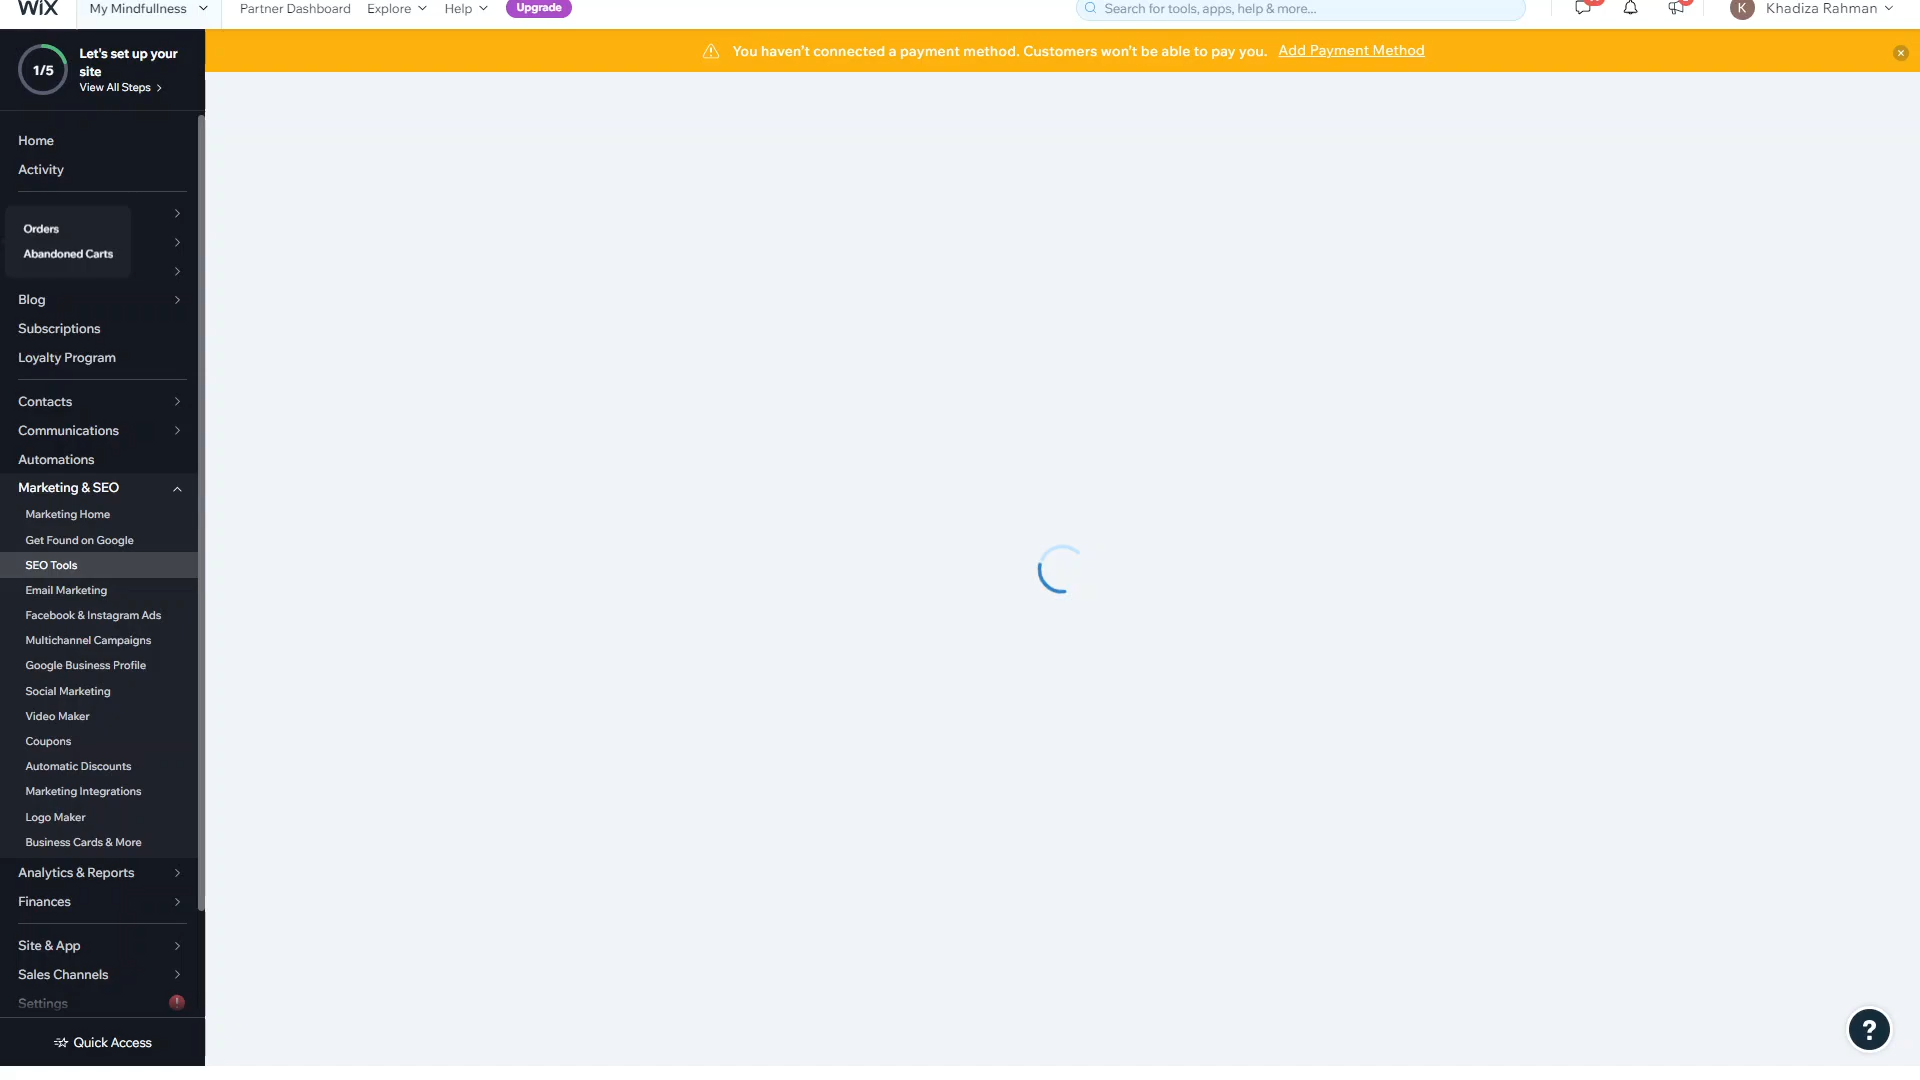 WIX
My Mindfullness
Partner Dashboard
Explore
Help
Upgrade
Search for tools, apps, help & more...
K
Khadiza Rahman
1/5
Let's set up your
site
View All Steps
You haven't connected a payment method. Customers won't be able to pay you. Add Payment Method
Home
Activity
Orders
Abandoned Carts
Blog
Subscriptions
Loyalty Program
Contacts
Communications
Automations
Marketing & SEO
Marketing Home
Get Found on Google
SEO Tools
Email Marketing
Facebook & Instagram Ads
Multichannel Campaigns
Google Business Profile
Social Marketing
Video Maker
Coupons
Automatic Discounts
Marketing Integrations
Logo Maker
Business Cards & More
Analytics & Reports
Finances
Site & App
Sales Channels
Settings
!
Quick Access
?